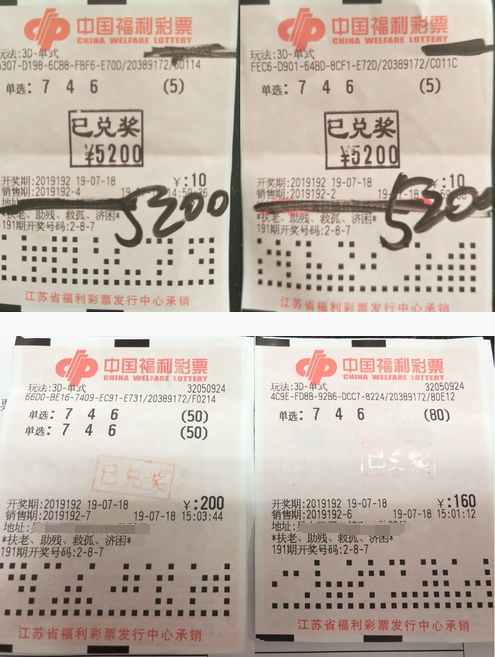 中国福利彩票
CHINA WELFARE LOTTERY
玩法:3D-单式
6307-D198-6CB8-FBF6-E70D/20389172/80114
单选: 7 4 6 (5)
已兑奖
¥5200
开奖期:2019192 19-07-18 ¥:10
销售期:2019192-4
5200
*扶老、助残、救孤、济困*
191期开奖号码:2-8-7
江苏省福利彩票发行中心承销
中国福利彩票
CHINA WELFARE LOTTERY
玩法:3D-单式
FEC6-D901-64BD-8CF1-E72D/20389172/C011C
单选: 7 4 6 (5)
已兑奖
¥5200
开奖期:2019192 19-07-18 ¥:10
销售期:2019192-2
5200
*扶老、助残、救孤、济困*
191期开奖号码:2-8-7
江苏省福利彩票发行中心承销
中国福利彩票
CHINA WELFARE LOTTERY
玩法:3D-单式 32050924
66D0-BE16-7409-EC91-E731/20389172/F0214
单选: 7 4 6 (50)
单选: 7 4 6 (50)
已兑奖
开奖期:2019192 19-07-18 ¥:200
销售期:2019192-7 19-07-18 15:03:44
地址:
*扶老、助残、救孤、济困*
191期开奖号码:2-8-7
江苏省福利彩票发行中心承销
中国福利彩票
CHINA WELFARE LOTTERY
玩法:3D-单式 32050924
4C9E-FD8B-9286-DCC7-8224/20389172/80E12
单选: 7 4 6 (80)
已兑奖
开奖期:2019192 19-07-18 ¥:160
销售期:2019192-6 19-07-18 15:01:12
地址:
*扶老、助残、救孤、济困*
191期开奖号码:2-8-7
江苏省福利彩票发行中心承销